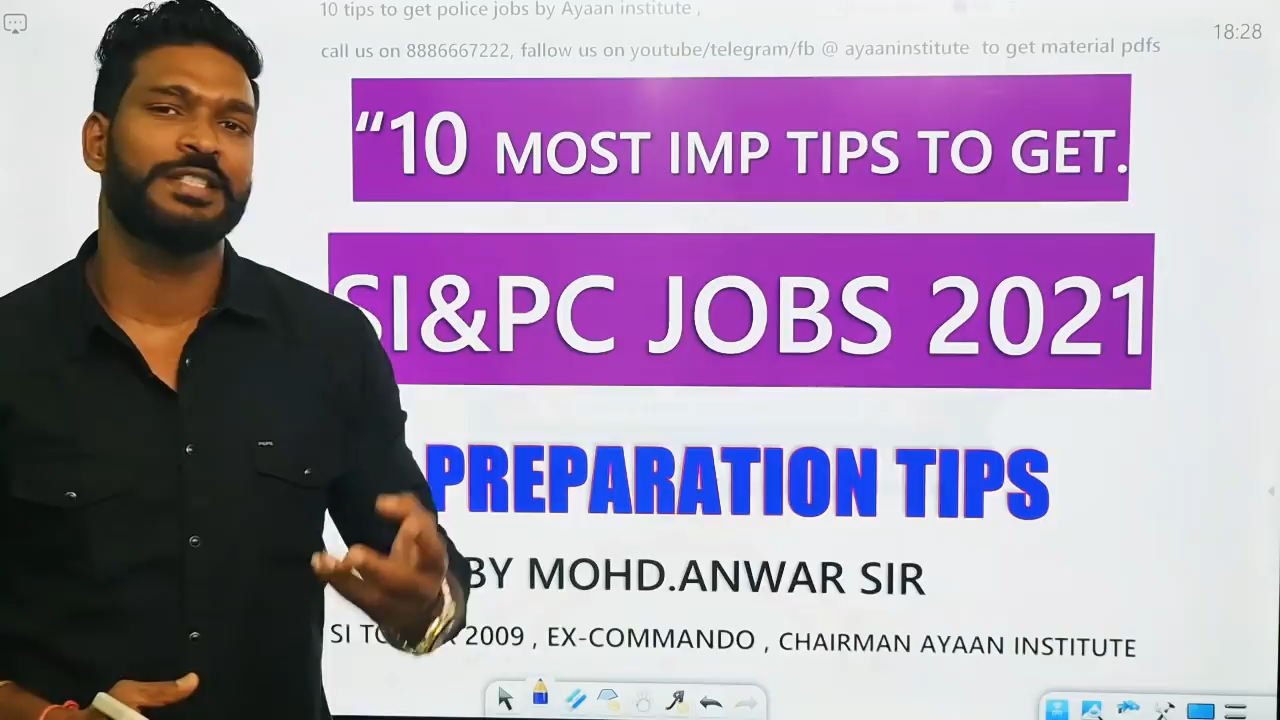 10 tips to get police jobs by Ayaan institute ,
18:28
call us on 8886667222, fallow us on youtube/telegram/fb @ ayaaninstitute to get material pdfs
“10 MOST IMP TIPS TO GET.
SI&PC JOBS 2021
PREPARATION TIPS
BY MOHD.ANWAR SIR
SI 2009 , EX-COMMANDO , CHAIRMAN AYAAN INSTITUTE